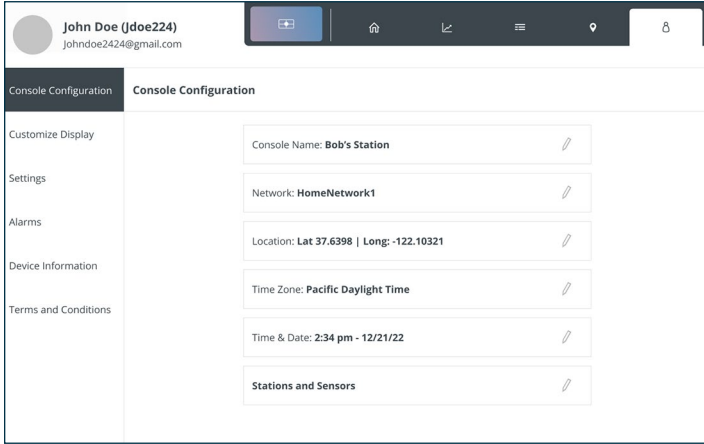 John Doe (Jdoe224)
Johndoe2424@gmail.com
Console Configuration
Console Configuration
Customize Display
Settings
Alarms
Device Information
Terms and Conditions
Console Name: Bob's Station
Network: HomeNetwork1
Location: Lat 37.6398 | Long: -122.10321
Time Zone: Pacific Daylight Time
Time & Date: 2:34 pm - 12/21/22
Stations and Sensors